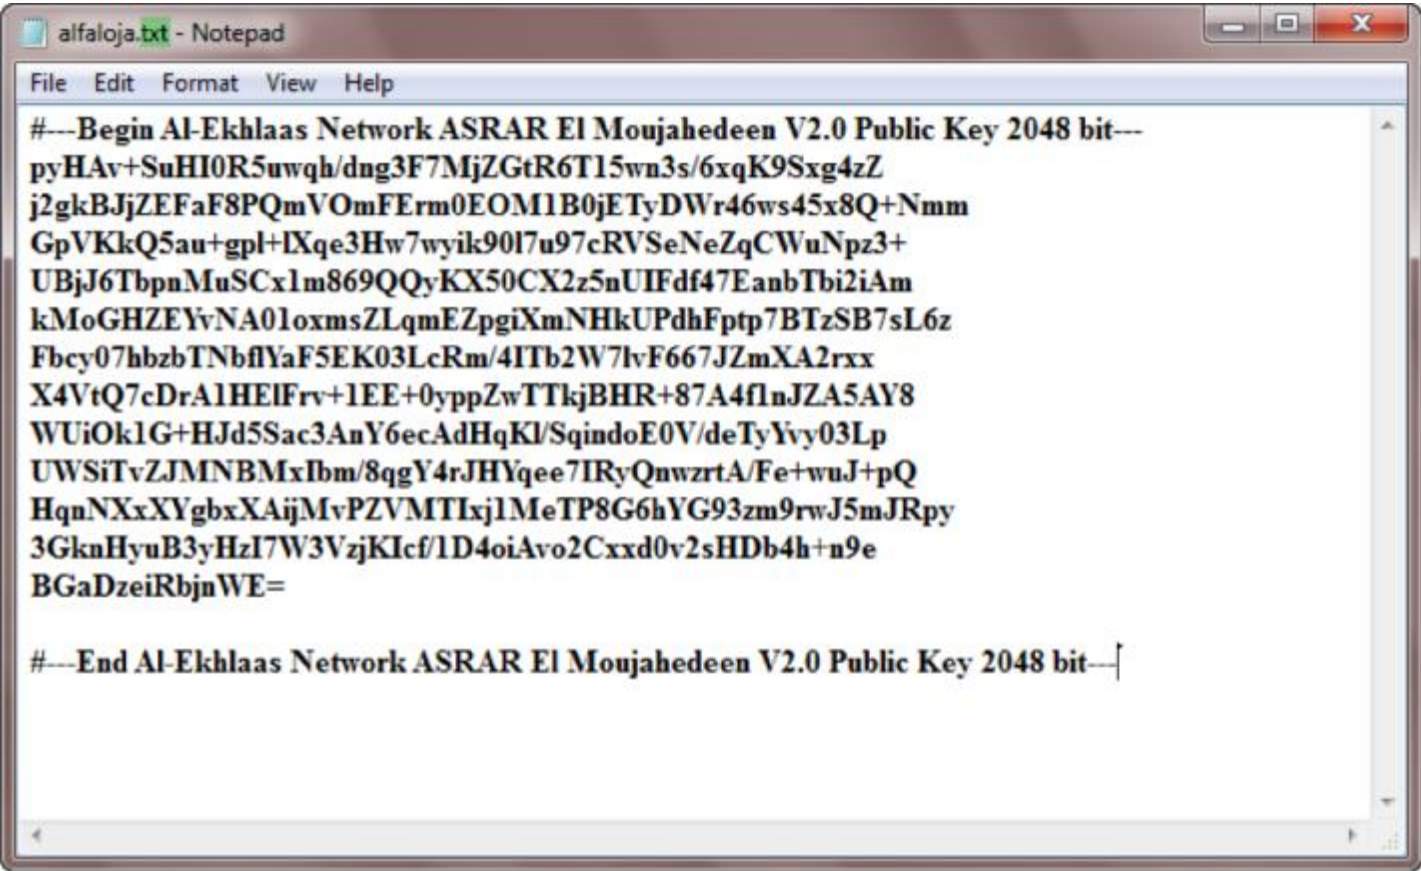 alfaloja.txt - Notepad
File Edit Format View Help
#---Begin Al-Ekhlaas Network ASRAR El Moujahedeen V2.0 Public Key 2048 bit---
pyHAv+SuHI0R5uwqh/dng3F7MjZGtR6T15wn3s/6xqK9Sxg4zZ
j2gkBJjZEFaF8PQmVOmFErm0EOM1B0jETyDWr46ws45x8Q+Nmm
GpVKkQ5au+gpl+lXqe3Hw7wyik90l7u97cRVSeNeZqCWuNpz3+
UBjJ6TbpnMuSCx1m869QQyKX50CX2z5nUIFdf47EanbTbi2iAm
kMoGHZEYvNA01oxmsZLqmEZpgiXmNHkUPdhFptp7BTzSB7sL6z
Fbcy07hbzbTNbflYaF5EK03LcRm/4ITb2W7lvF667JZmXA2rxx
X4VtQ7cDrA1HElFrv+1EE+0yppZwTTkjBHR+87A4f1nJZA5AY8
WUiOk1G+HJd5Sac3AnY6ecAdHqKl/SqindoE0V/deTyYvy03Lp
UWSiTvZJMNBMxIbm/8qgY4rJHYqee7IRyQnwzrtA/Fe+wuJ+pQ
HqnNXxXYgbxXAijMvPZVMTIxj1MeTP8G6hYG93zm9rwJ5mJRpy
3GknHyuB3yHzI7W3VzjKIcf/1D4oiAvo2Cxxd0v2sHDb4h+n9e
BGaDzeiRbjnWE=
#---End Al-Ekhlaas Network ASRAR El Moujahedeen V2.0 Public Key 2048 bit---